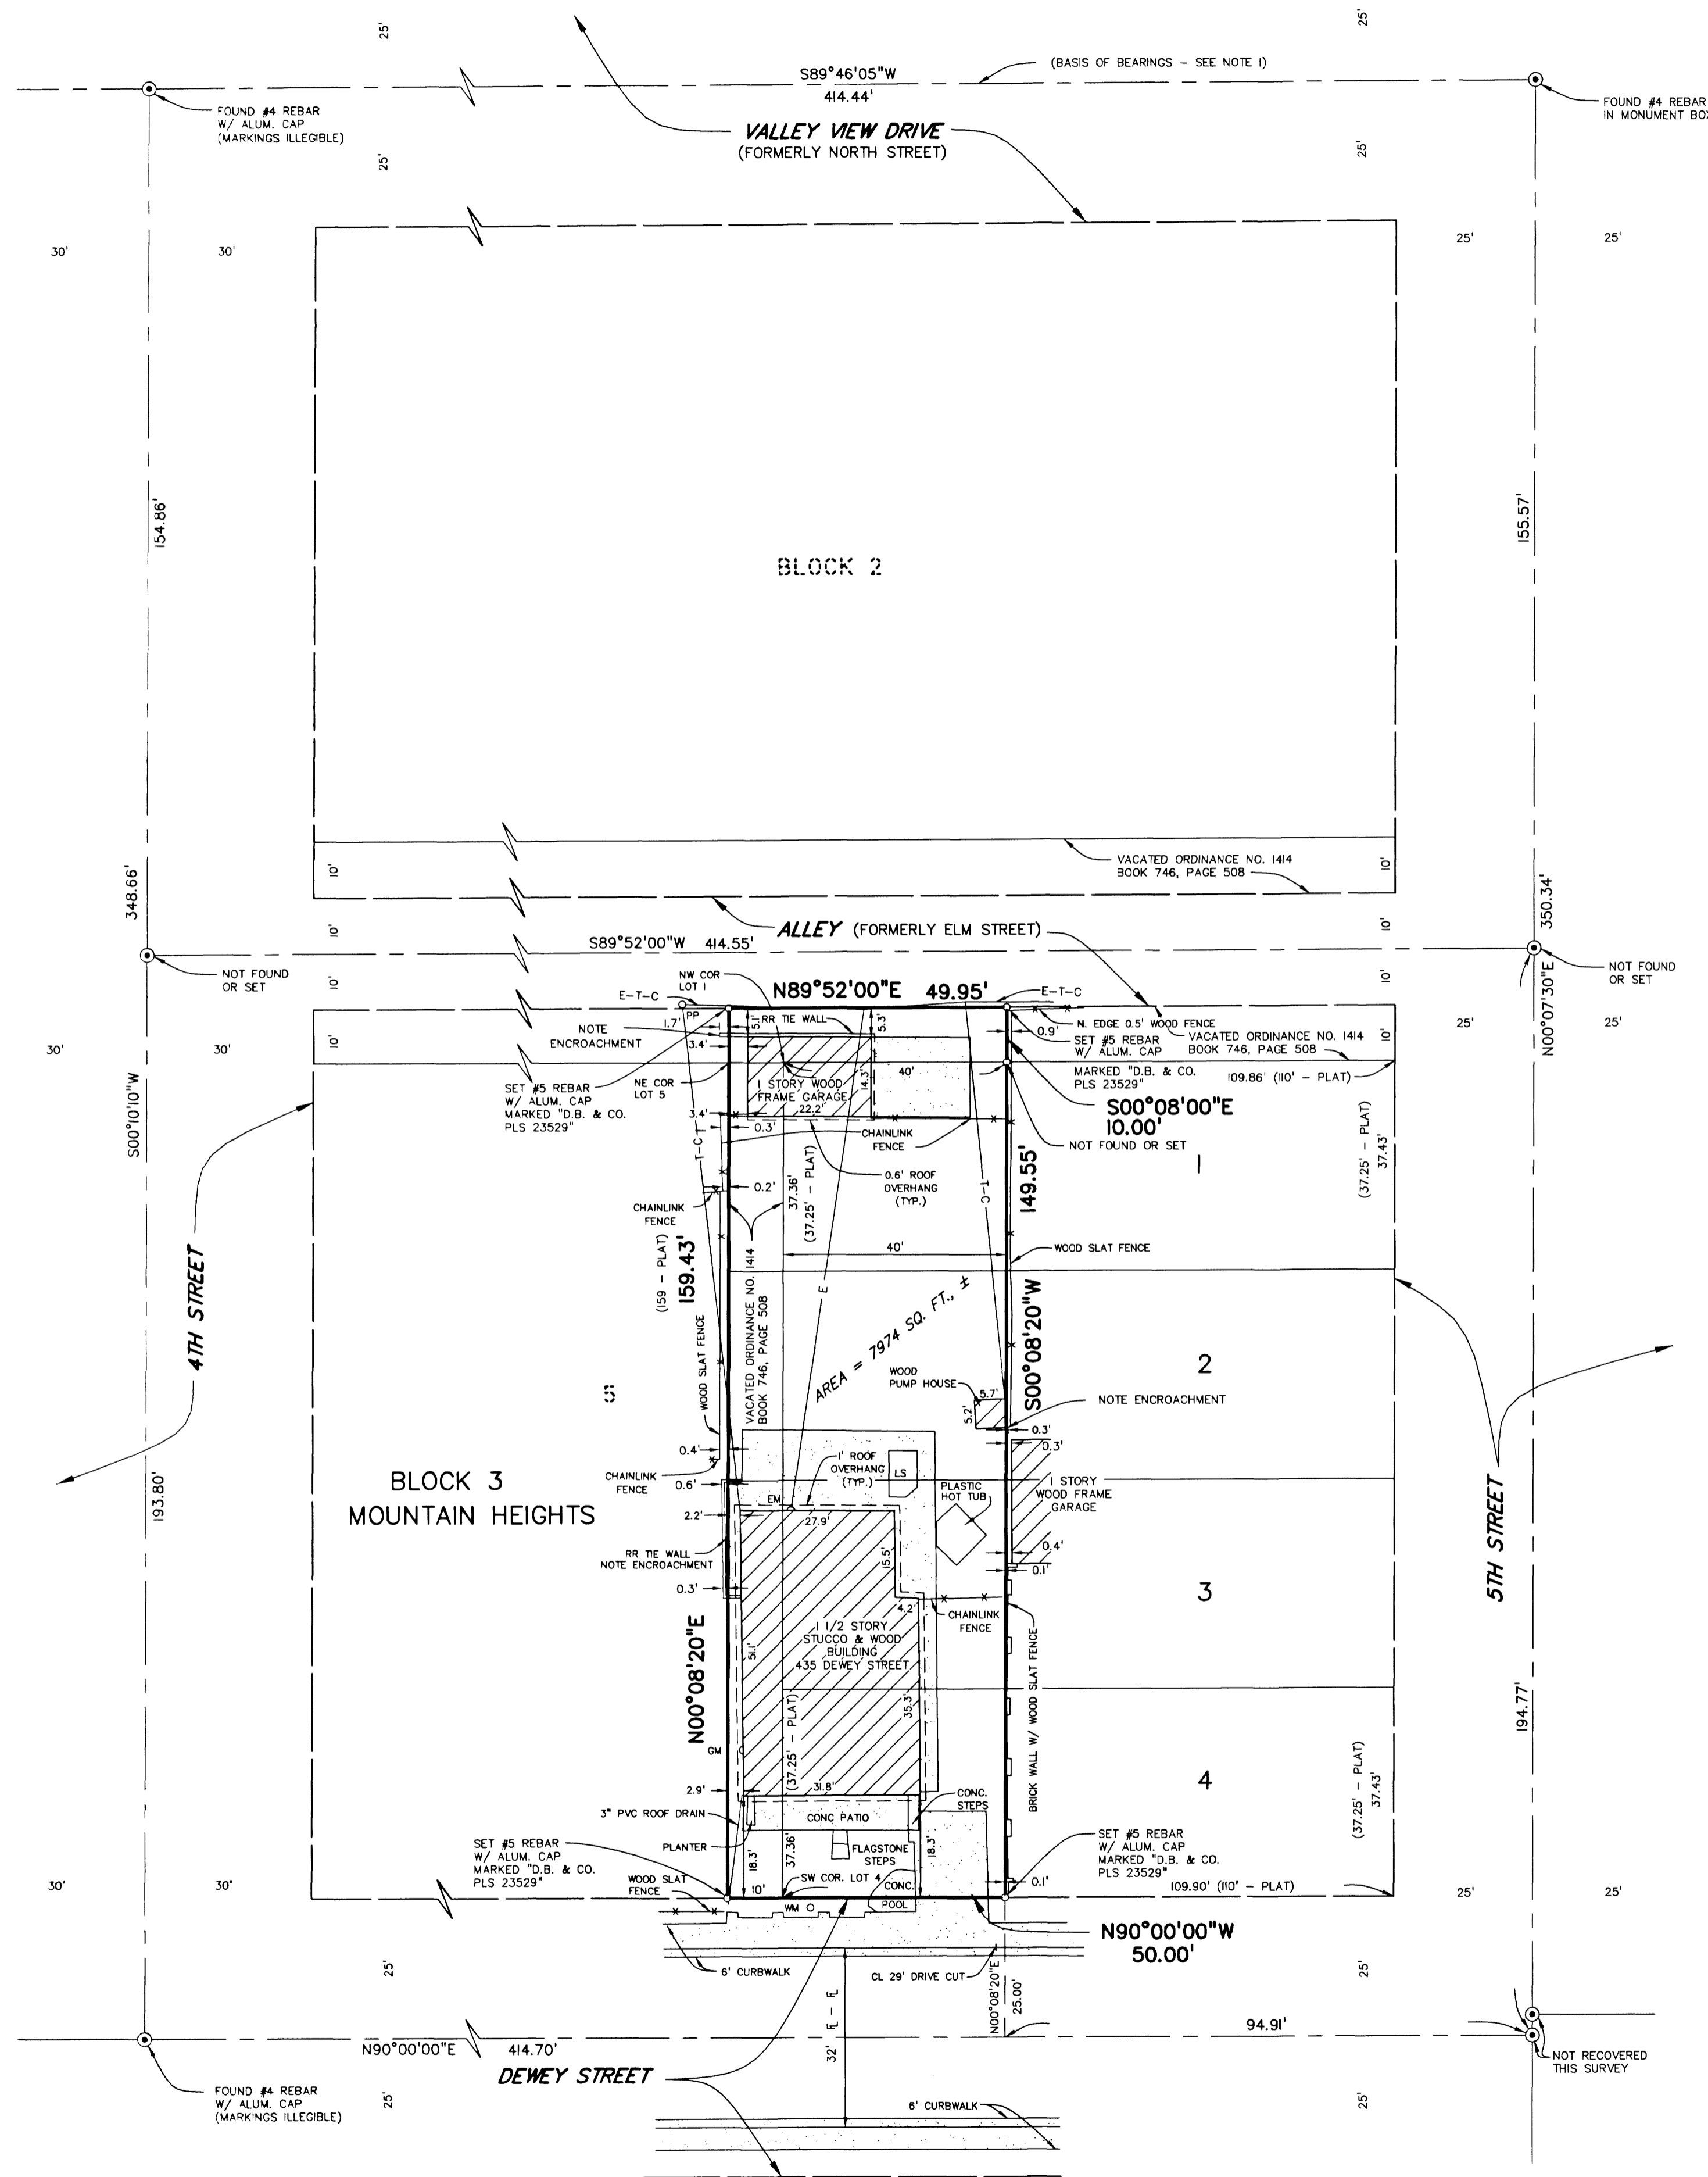 25'
25'
S89°46'05"W
414.44'
(BASIS OF BEARINGS - SEE NOTE 1)
FOUND #4 REBAR
W/ ALUM. CAP
(MARKINGS ILLEGIBLE)
FOUND #4 REBAR
IN MONUMENT
VALLEY VIEW DRIVE
(FORMERLY NORTH STREET)
25'
25'
30'
30'
25'
25'
154.86'
155.57'
BLOCK 2
VACATED ORDINANCE NO. 1414
BOOK 746, PAGE 508
10'
10'
348.66'
350.34'
ALLEY (FORMERLY ELM STREET)
10'
10'
S89°52'00"W 414.55'
NOT FOUND
OR SET
NOT FOUND
OR SET
10'
10'
NW COR
LOT 1
N89°52'00"E 49.95'
E-T-C
E-T-C
PP
RR TIE WALL
1.7'
5.1'
5.3'
N. EDGE 0.5' WOOD FENCE
0.9'
NOTE
ENCROACHMENT
SET #5 REBAR
W/ ALUM. CAP
MARKED "D.B. & CO.
PLS 23529"
VACATED ORDINANCE NO. 1414
BOOK 746, PAGE 508
10'
10'
30'
30'
25'
25'
3.4'
S00°10'10"W
N00°07'30"E
NE COR
LOT 5
SET #5 REBAR
W/ ALUM. CAP
MARKED "D.B. & CO.
PLS 23529"
1 STORY WOOD
FRAME GARAGE
22.2'
14.3'
40'
109.86' (110' - PLAT)
S00°08'00"E
10.00'
3.4'
0.3'
CHAINLINK
FENCE
NOT FOUND OR SET
T-C
T-C
0.6' ROOF
OVERHANG
(TYP.)
37.36'
(37.25' - PLAT)
149.55'
1
(37.25' - PLAT)
37.43'
0.2'
CHAINLINK
FENCE
40'
WOOD SLAT FENCE
4TH STREET
(159 - PLAT)
159.43'
VACATED ORDINANCE NO. 1414
BOOK 746, PAGE 508
E
AREA = 7974 SQ. FT., ±
S00°08'20"W
2
WOOD SLAT FENCE
WOOD
PUMP HOUSE
5.7'
5.2'
NOTE ENCROACHMENT
0.3'
0.3'
5
BLOCK 3
MOUNTAIN HEIGHTS
193.80'
0.4'
CHAINLINK
FENCE
0.6'
1' ROOF
OVERHANG
(TYP.)
LS
PLASTIC
HOT TUB
1 STORY
WOOD FRAME
GARAGE
EM
2.2'
27.9'
15.5'
0.4'
0.1'
RR TIE WALL
NOTE ENCROACHMENT
0.3'
4.2'
CHAINLINK
FENCE
3
5TH STREET
1 1/2 STORY
STUCCO & WOOD
BUILDING
435 DEWEY STREET
51.1'
35.3'
N00°08'20"E
BRICK WALL W/ WOOD SLAT FENCE
194.77'
GM
(37.25' - PLAT)
37.36'
2.9'
31.8'
4
(37.25' - PLAT)
37.43'
CONC.
STEPS
3" PVC ROOF DRAIN
CONC PATIO
PLANTER
FLAGSTONE
STEPS
18.3'
18.3'
SET #5 REBAR
W/ ALUM. CAP
MARKED "D.B. & CO.
PLS 23529"
SET #5 REBAR
W/ ALUM. CAP
MARKED "D.B. & CO.
PLS 23529"
WOOD SLAT
FENCE
10'
SW COR. LOT 4
CONC.
POOL
WM
0.1'
109.90' (110' - PLAT)
30'
30'
25'
25'
N90°00'00"W
50.00'
6' CURBWALK
CL 29' DRIVE CUT
N00°08'20"E
25.00'
25'
25'
32' FL - FL
94.91'
N90°00'00"E 414.70'
DEWEY STREET
NOT RECOVERED
THIS SURVEY
FOUND #4 REBAR
W/ ALUM. CAP
(MARKINGS ILLEGIBLE)
25'
25'
6' CURBWALK